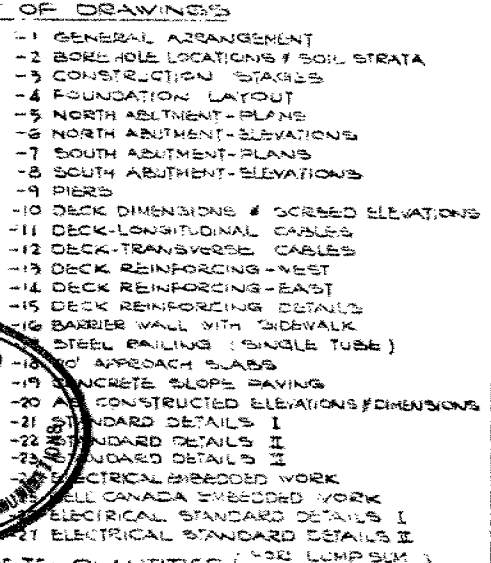 OF DRAWINGS
-1 GENERAL ARRANGEMENT
-2 BORE HOLE LOCATIONS & SOIL STRATA
-3 CONSTRUCTION STAGES
-4 FOUNDATION LAYOUT
-5 NORTH ABUTMENT-PLANS
-6 NORTH ABUTMENT-ELEVATIONS
-7 SOUTH ABUTMENT-PLANS
-8 SOUTH ABUTMENT-ELEVATIONS
-9 PIERS
-10 DECK DIMENSIONS & SCREED ELEVATIONS
-11 DECK-LONGITUDINAL CABLES
-12 DECK-TRANSVERSE CABLES
-13 DECK REINFORCING-WEST
-14 DECK REINFORCING-EAST
-15 DECK REINFORCING DETAILS
-16 BARRIER WALL WITH SIDEWALK
STEEL RAILING (SINGLE TUBE)
-18 20' APPROACH SLABS
-19 CONCRETE SLOPE PAVING
-20 AS CONSTRUCTED ELEVATIONS & DIMENSIONS
-21 STANDARD DETAILS I
-22 STANDARD DETAILS II
-23 STANDARD DETAILS III
ELECTRICAL EMBEDDED WORK
BELL CANADA EMBEDDED WORK
ELECTRICAL STANDARD DETAILS I
-27 ELECTRICAL STANDARD DETAILS II
QUANTITIES (FOR LUMP SUM